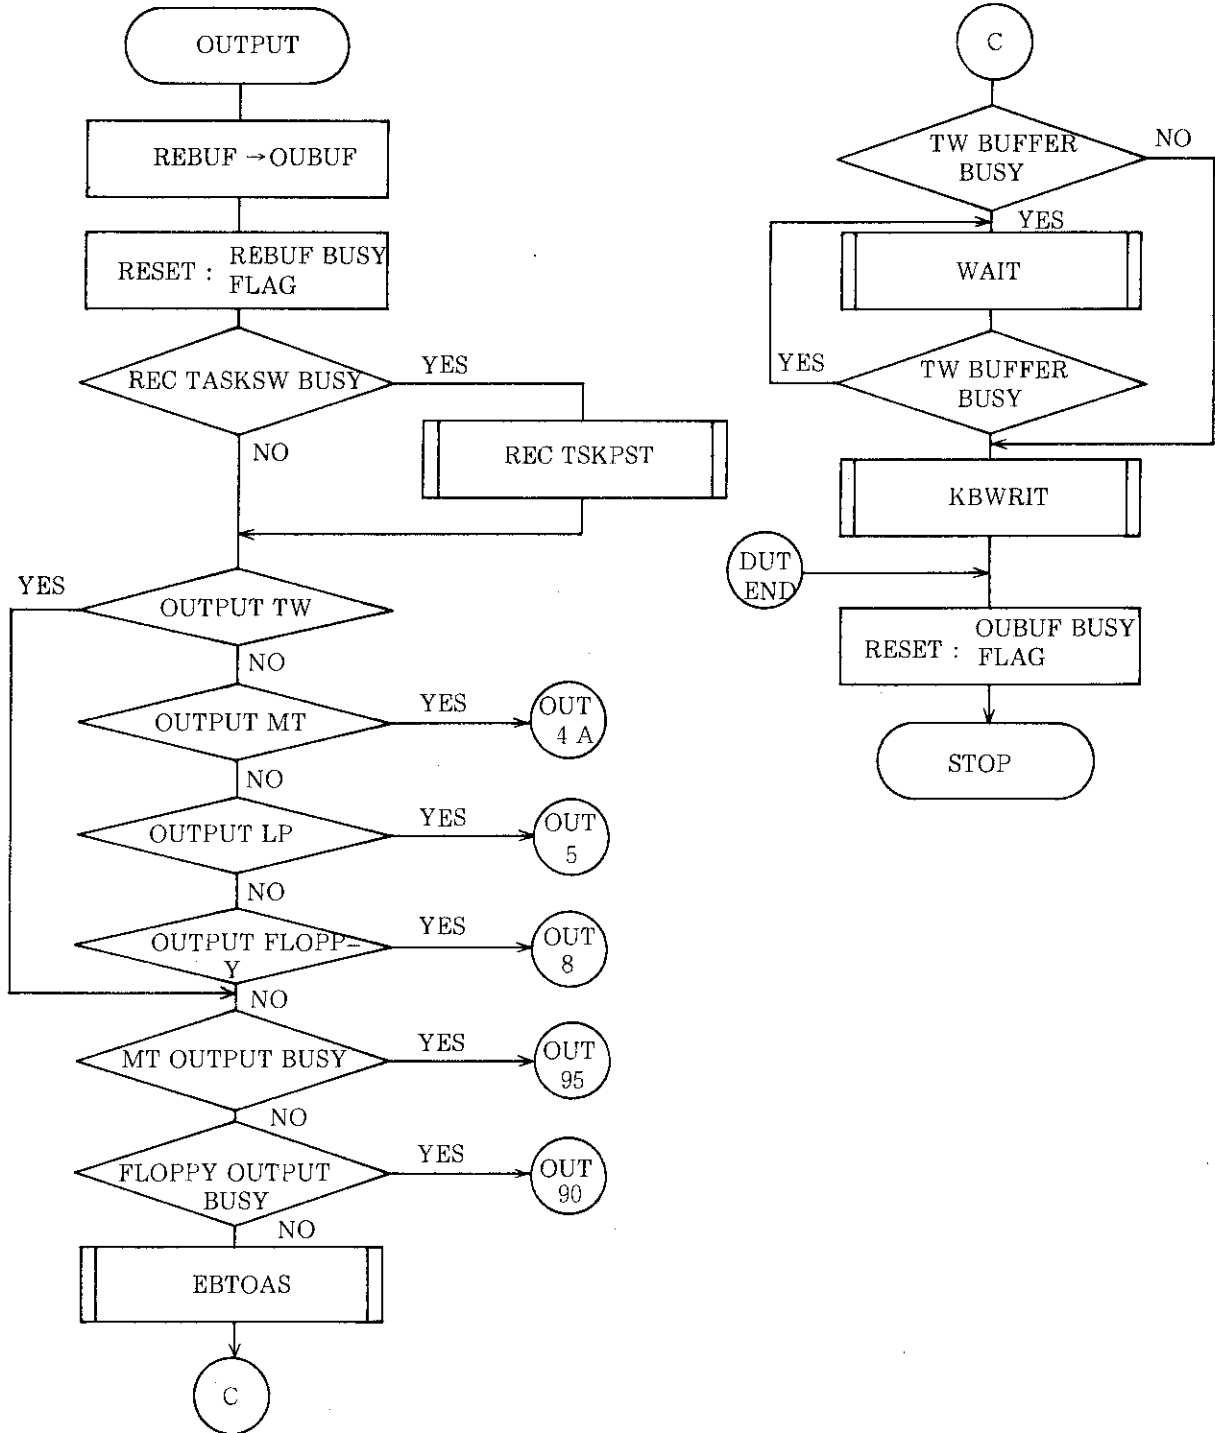 OUTPUT
REBUF → OUBUF
RESET : REBUF BUSY
FLAG
REC TASKSW BUSY
YES
NO
REC TSKPST
OUTPUT TW
YES
NO
OUTPUT MT
YES
OUT
4 A
NO
OUTPUT LP
YES
OUT
5
NO
OUTPUT FLOPP-
Y
YES
OUT
8
NO
MT OUTPUT BUSY
YES
OUT
95
NO
FLOPPY OUTPUT
BUSY
YES
OUT
90
NO
EBTOAS
C
C
TW BUFFER
BUSY
NO
YES
WAIT
TW BUFFER
BUSY
YES
KBWRIT
DUT
END
RESET : OUBUF BUSY
FLAG
STOP